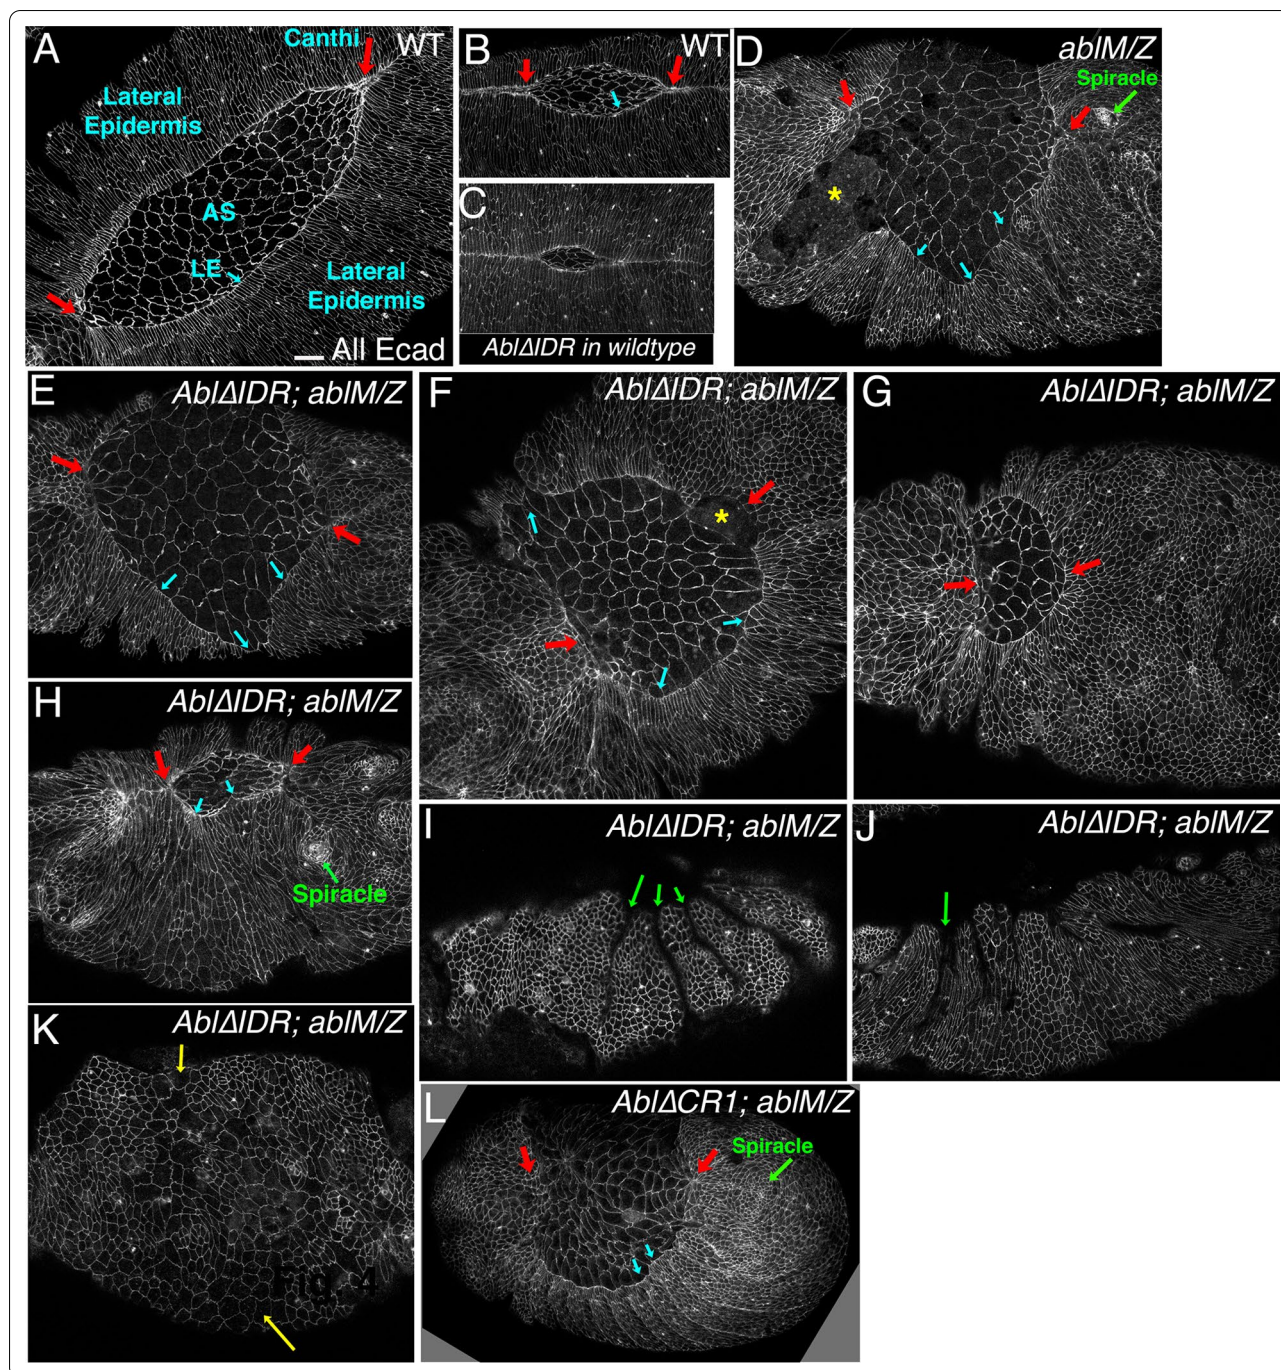 A
Canthi
WT
Lateral
Epidermis
AS
LE
Lateral
Epidermis
All Ecad
B
WT
C
AblΔIDR in wildtype
D
ablM/Z
Spiracle
*
E
AblΔIDR; ablM/Z
F
AblΔIDR; ablM/Z
*
G
AblΔIDR; ablM/Z
H
AblΔIDR; ablM/Z
Spiracle
I
AblΔIDR; ablM/Z
J
AblΔIDR; ablM/Z
K
AblΔIDR; ablM/Z
Fig. 4
L
AblΔCR1; ablM/Z
Spiracle